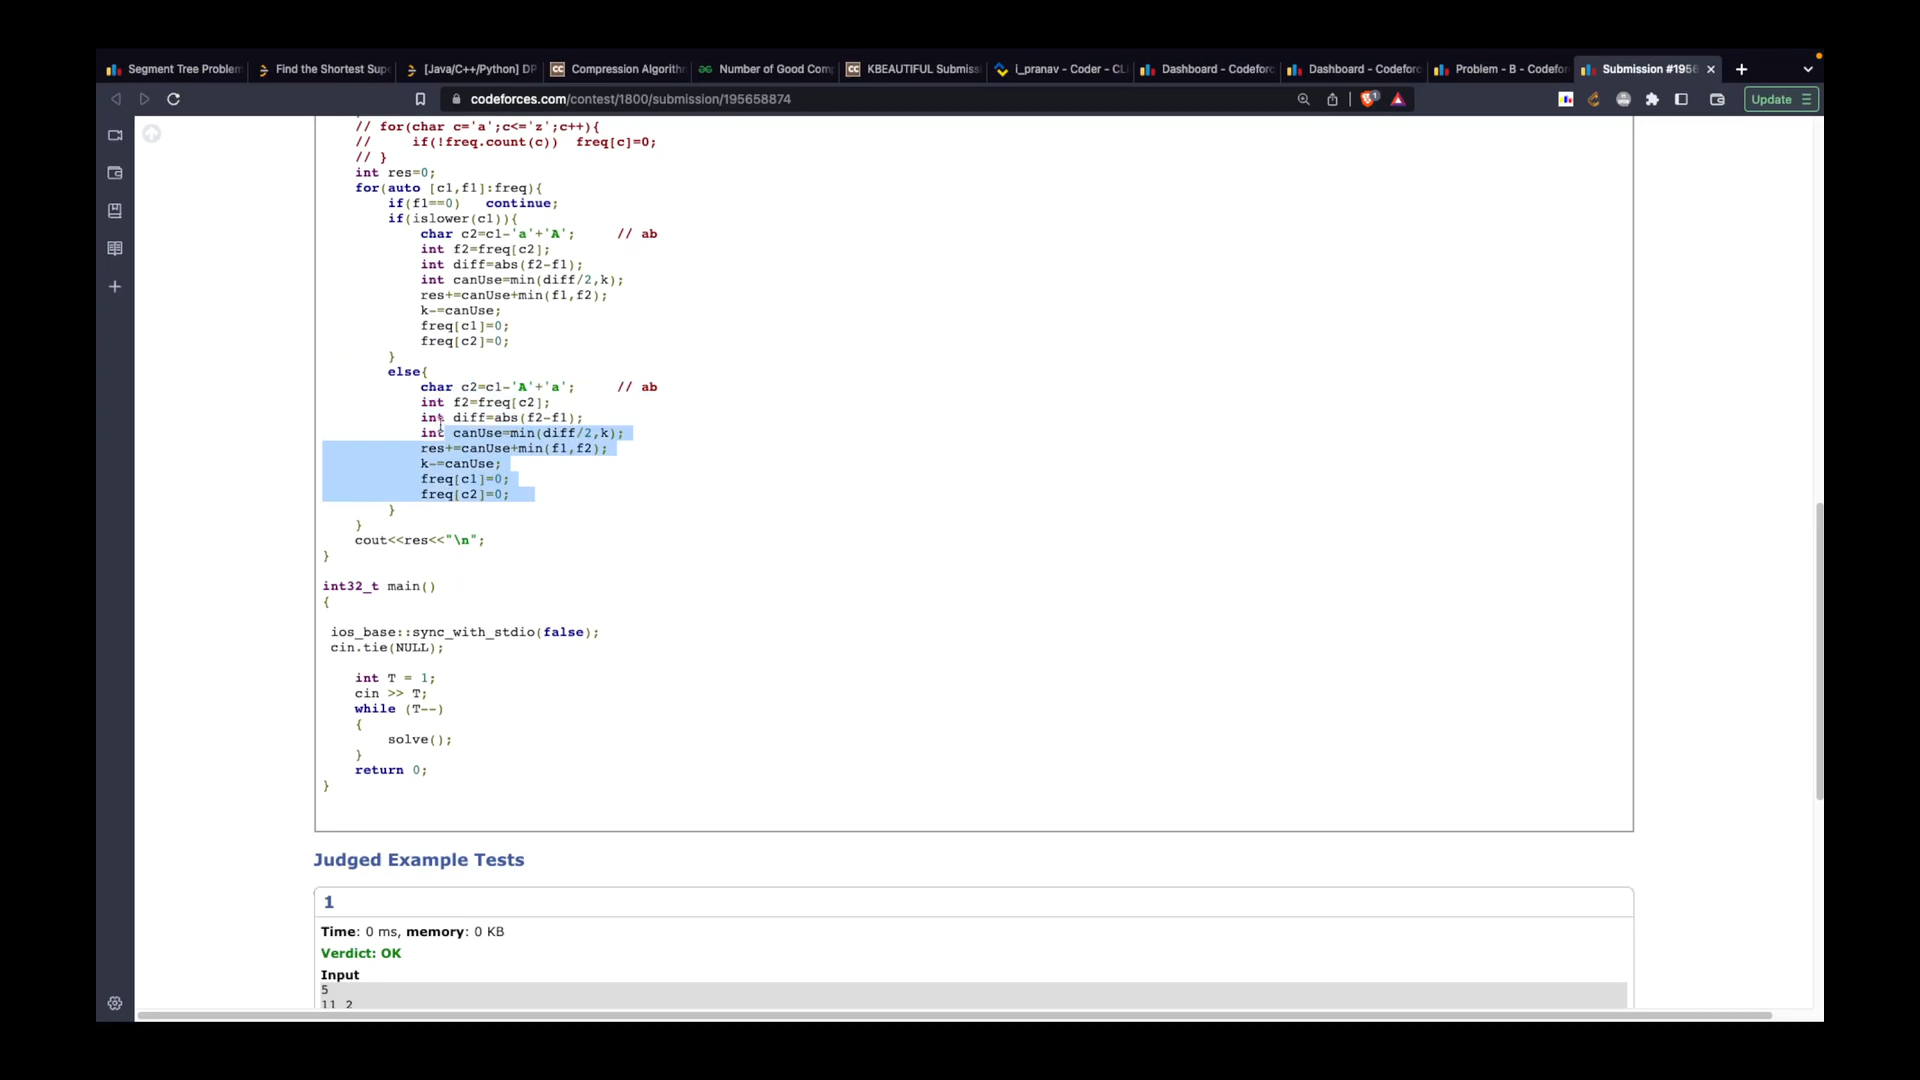 Segment Tree Problem
Find the Shortest Supe
[Java/C++/Python] DP
Compression Algorithm
Number of Good Com
KBEAUTIFUL Submiss
i_pranav - Coder - CL
Dashboard - Codeforc
Dashboard - Codeforc
Problem - B - Codefor
Submission #1956
codeforces.com/contest/1800/submission/195658874
1
Update
// for(char c='a';c<='z';c++){
//     if(!freq.count(c))  freq[c]=0;
// }
int res=0;
for(auto [c1,f1]:freq){
if(f1==0)   continue;
if(islower(c1)){
char c2=c1-'a'+'A';     // ab
int f2=freq[c2];
int diff=abs(f2-f1);
int canUse=min(diff/2,k);
res+=canUse+min(f1,f2);
k-=canUse;
freq[c1]=0;
freq[c2]=0;
}
else{
char c2=c1-'A'+'a';     // ab
int f2=freq[c2];
int diff=abs(f2-f1);
int canUse=min(diff/2,k);
res+=canUse+min(f1,f2);
k-=canUse;
freq[c1]=0;
freq[c2]=0;
}
}
cout<<res<<"\n";
}
int32_t main()
{
ios_base::sync_with_stdio(false);
cin.tie(NULL);
int T = 1;
cin >> T;
while (T--)
{
solve();
}
return 0;
}
Judged Example Tests
1
Time: 0 ms, memory: 0 KB
Verdict: OK
Input
5
11 2